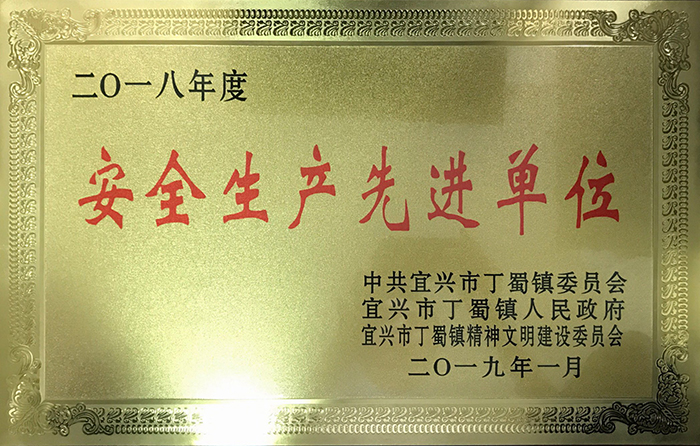 二〇一八年度
安全生产先进单位
中共宜兴市丁蜀镇委员会
宜兴市丁蜀镇人民政府
宜兴市丁蜀镇精神文明建设委员会
二〇一九年一月